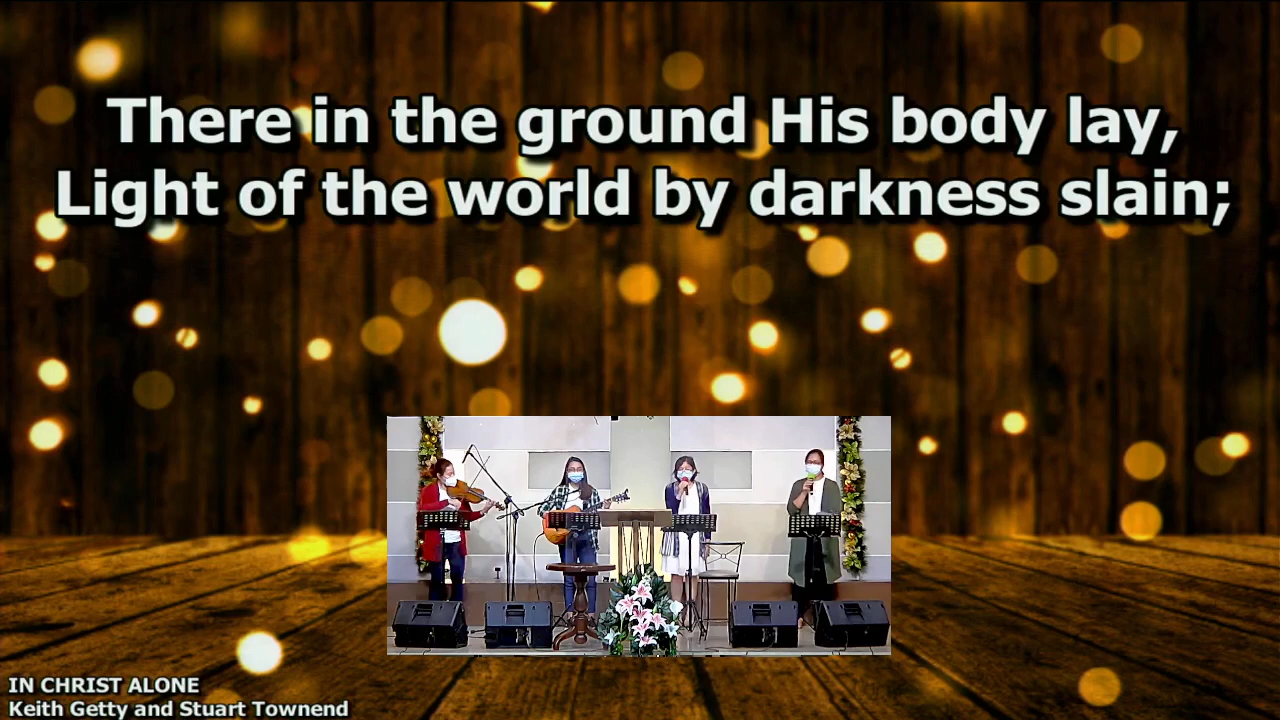 There in the ground His body lay,
Light of the world by darkness slain;
IN CHRIST ALONE
Keith Getty and Stuart Townend